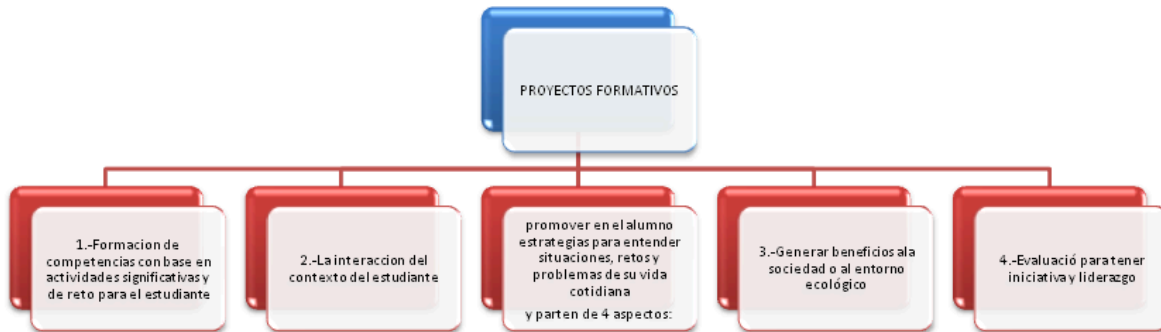 PROYECTOS FORMATIVOS
1.-Formacion de
competencias con base en
actividades significativas y
de reto para el estudiante
2.-La interaccion del
contexto del estudiante
promover en el alumno
estrategias para entender
situaciones, retos y
problemas de su vida
cotidiana
y parten de 4 aspectos:
3.-Generar beneficios ala
sociedad o al entorno
ecológico
4.-Evaluació para tener
iniciativa y liderazgo